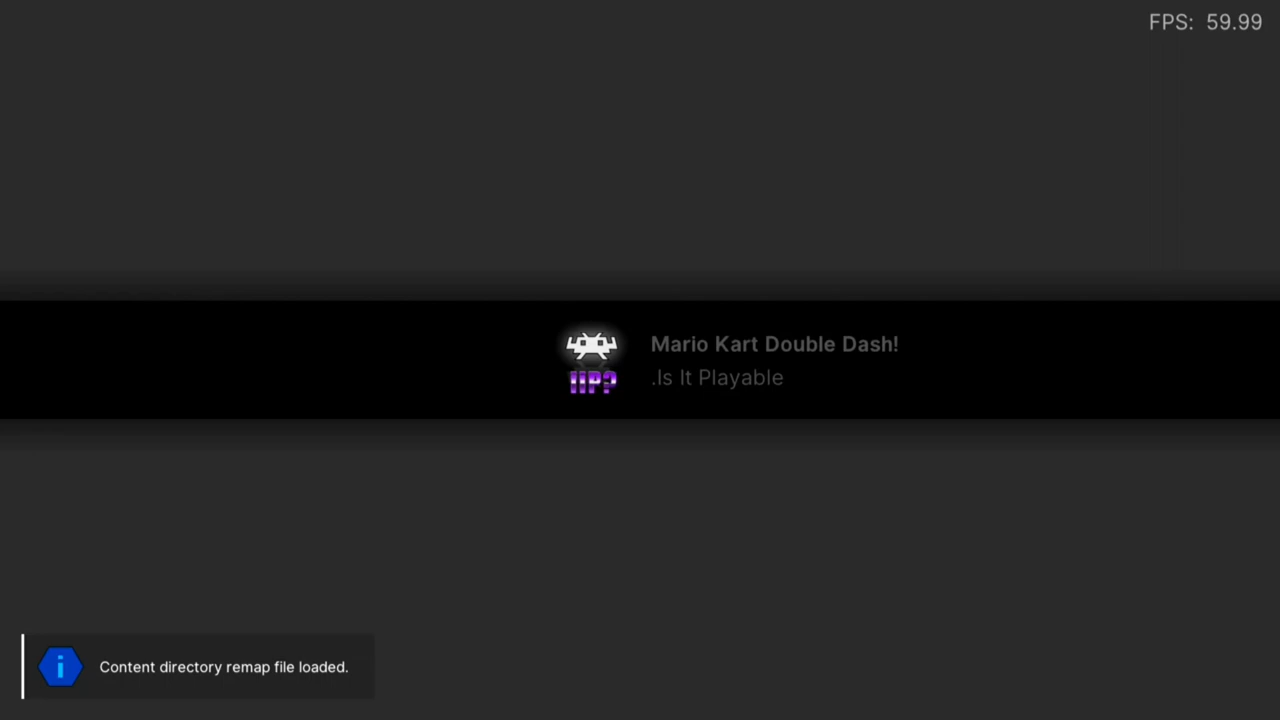 FPS: 59.99
Mario Kart Double Dash!
IIP?
.Is It Playable
Content directory remap file loaded.